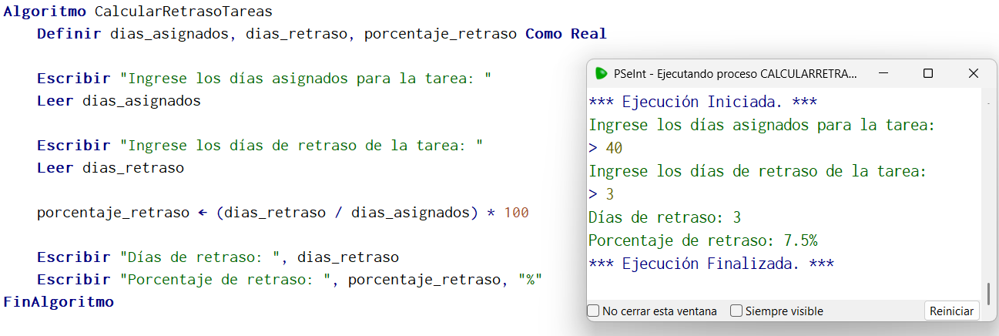 Algoritmo CalcularRetrasoTareas
Definir dias_asignados, dias_retraso, porcentaje_retraso Como Real
Escribir "Ingrese los días asignados para la tarea: "
Leer dias_asignados
Escribir "Ingrese los días de retraso de la tarea: "
Leer dias_retraso
porcentaje_retraso ← (dias_retraso / dias_asignados) * 100
Escribir "Días de retraso: ", dias_retraso
Escribir "Porcentaje de retraso: ", porcentaje_retraso, "%"
FinAlgoritmo
PSeInt - Ejecutando proceso CALCULARRETRA...
*** Ejecución Iniciada. ***
Ingrese los días asignados para la tarea:
> 40
Ingrese los días de retraso de la tarea:
> 3
Días de retraso: 3
Porcentaje de retraso: 7.5%
*** Ejecución Finalizada. ***
No cerrar esta ventana Siempre visible Reiniciar